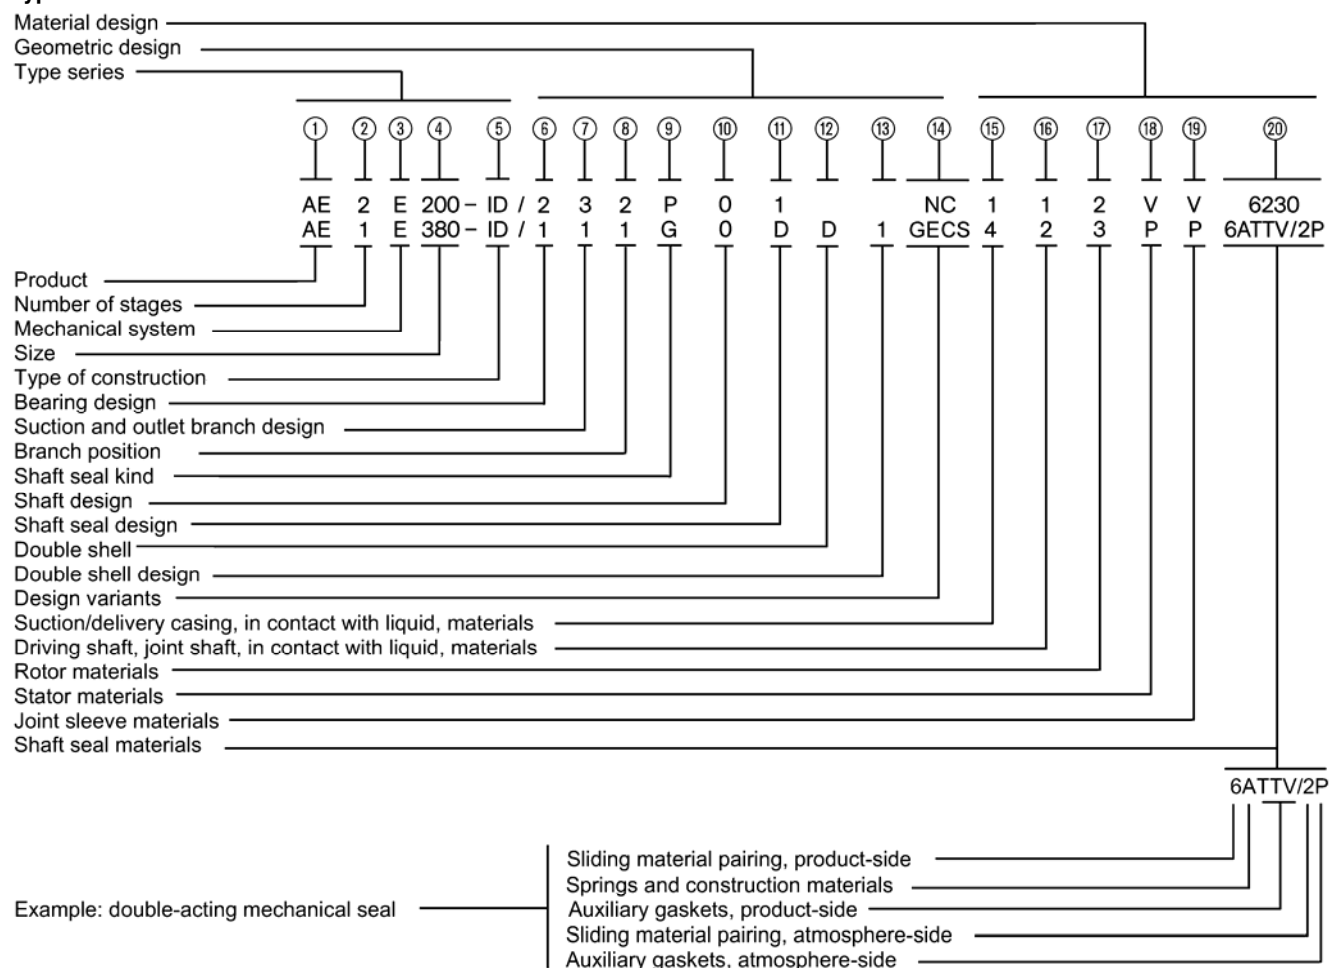 Material design
Geometric design
Type series
① ② ③ ④ ⑤ ⑥ ⑦ ⑧ ⑨ ⑩ ⑪ ⑫ ⑬ ⑭ ⑮ ⑯ ⑰ ⑱ ⑲ ⑳
AE 2 E 200 – ID / 2 3 2 P 0 1 NC 1 1 2 V V 6230
AE 1 E 380 – ID / 1 1 1 G 0 D D 1 GECS 4 2 3 P P 6ATTV/2P
Product
Number of stages
Mechanical system
Size
Type of construction
Bearing design
Suction and outlet branch design
Branch position
Shaft seal kind
Shaft design
Shaft seal design
Double shell
Double shell design
Design variants
Suction/delivery casing, in contact with liquid, materials
Driving shaft, joint shaft, in contact with liquid, materials
Rotor materials
Stator materials
Joint sleeve materials
Shaft seal materials
6ATTV/2P
Sliding material pairing, product-side
Springs and construction materials
Example: double-acting mechanical seal
Auxiliary gaskets, product-side
Sliding material pairing, atmosphere-side
Auxiliary gaskets, atmosphere-side